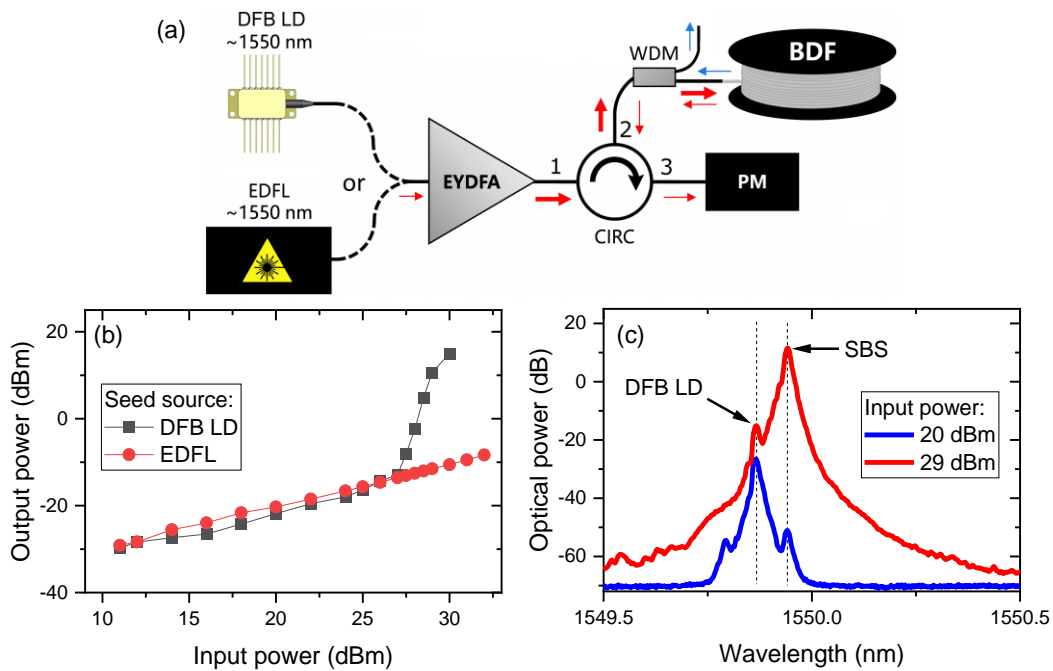 (a)
DFB LD
~1550 nm
WDM
BDF
or
EDFL
~1550 nm
EYDFA
1
2
3
CIRC
PM
(b)
Output power (dBm)
20
0
-20
-40
Seed source:
DFB LD
EDFL
10 15 20 25 30
Input power (dBm)
(c)
Optical power (dB)
20
0
-20
-40
-60
SBS
DFB LD
Input power:
20 dBm
29 dBm
1549.5 1550.0 1550.5
Wavelength (nm)